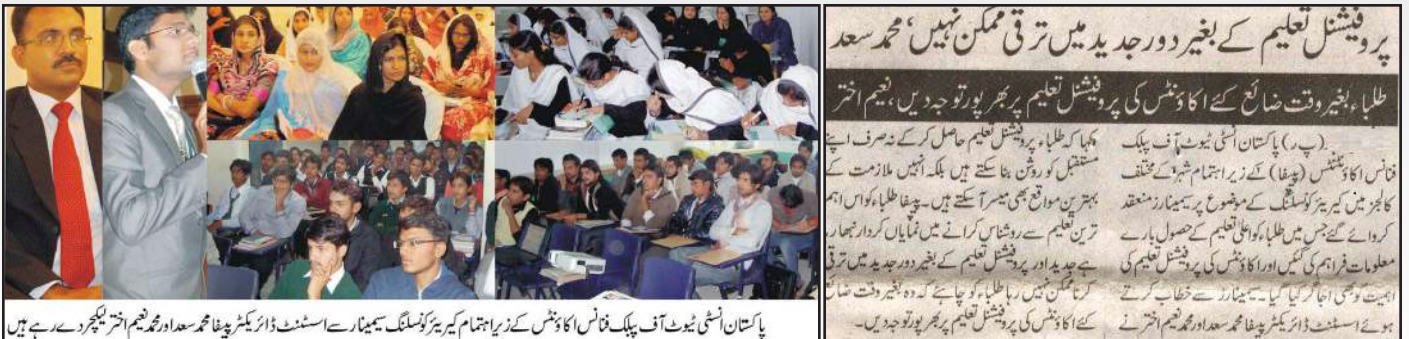 پاکستان انسٹی ٹیوٹ آف پبلک فنانس اکاؤنٹس کے زیر اہتمام کیریئر کونسلنگ سیمینار سے اسسٹنٹ ڈائریکٹر پیفا محمد سعد اور محمد نعیم اختر لیکچر دے رہے ہیں
پروفیشنل تعلیم کے بغیر دور جدید میں ترقی ممکن نہیں، محمد سعد
طلباء بغیر وقت ضائع کئے اکاؤنٹس کی پروفیشنل تعلیم پر بھرپور توجہ دیں، نعیم اختر
(پ ر) پاکستان انسٹی ٹیوٹ آف پبلک
فنانس اکاؤنٹنٹس (پیفا) کے زیر اہتمام شہر کے مختلف
کالجز میں کیریئر کونسلنگ کے موضوع پر سیمینارز منعقد
کروائے گئے جس میں طلباء کو اعلیٰ تعلیم کے حصول بارے
معلومات فراہم کی گئیں اور اکاؤنٹس کی پروفیشنل تعلیم کی
اہمیت کو بھی اجاگر کیا گیا۔ سیمینارز سے خطاب کرتے
ہوئے اسسٹنٹ ڈائریکٹر پیفا محمد سعد اور محمد نعیم اختر نے
کہا کہ طلباء پروفیشنل تعلیم حاصل کر کے نہ صرف اپنے
مستقبل کو روشن بنا سکتے ہیں بلکہ انہیں ملازمت کے
بہترین مواقع بھی میسر آ سکتے ہیں۔ پیفا طلباء کو اس اہم
ترین تعلیم سے روشناس کرانے میں نمایاں کردار نبھا رہا
ہے جدید اور پروفیشنل تعلیم کے بغیر دور جدید میں ترقی
کرنا ممکن نہیں رہا طلباء کو چاہئے کہ وہ بغیر وقت ضائع
کئے اکاؤنٹس کی پروفیشنل تعلیم پر بھرپور توجہ دیں۔